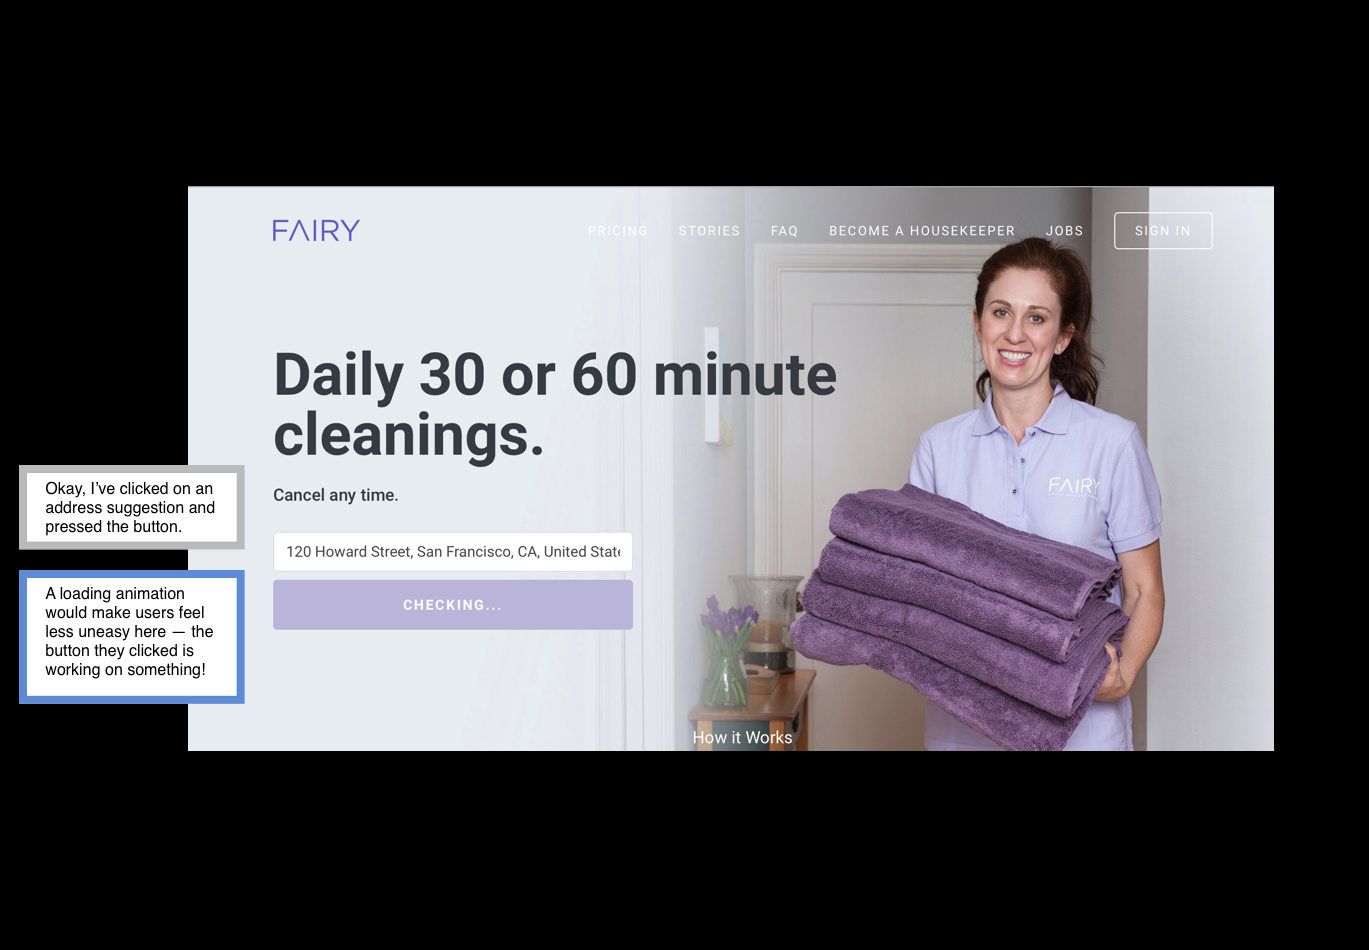 FAIRY
PRICING STORIES FAQ BECOME A HOUSEKEEPER JOBS SIGN IN
Daily 30 or 60 minute
cleanings.
Cancel any time.
120 Howard Street, San Francisco, CA, United State
CHECKING...
How it Works
FAIRY
Okay, I've clicked on an
address suggestion and
pressed the button.
A loading animation
would make users feel
less uneasy here — the
button they clicked is
working on something!